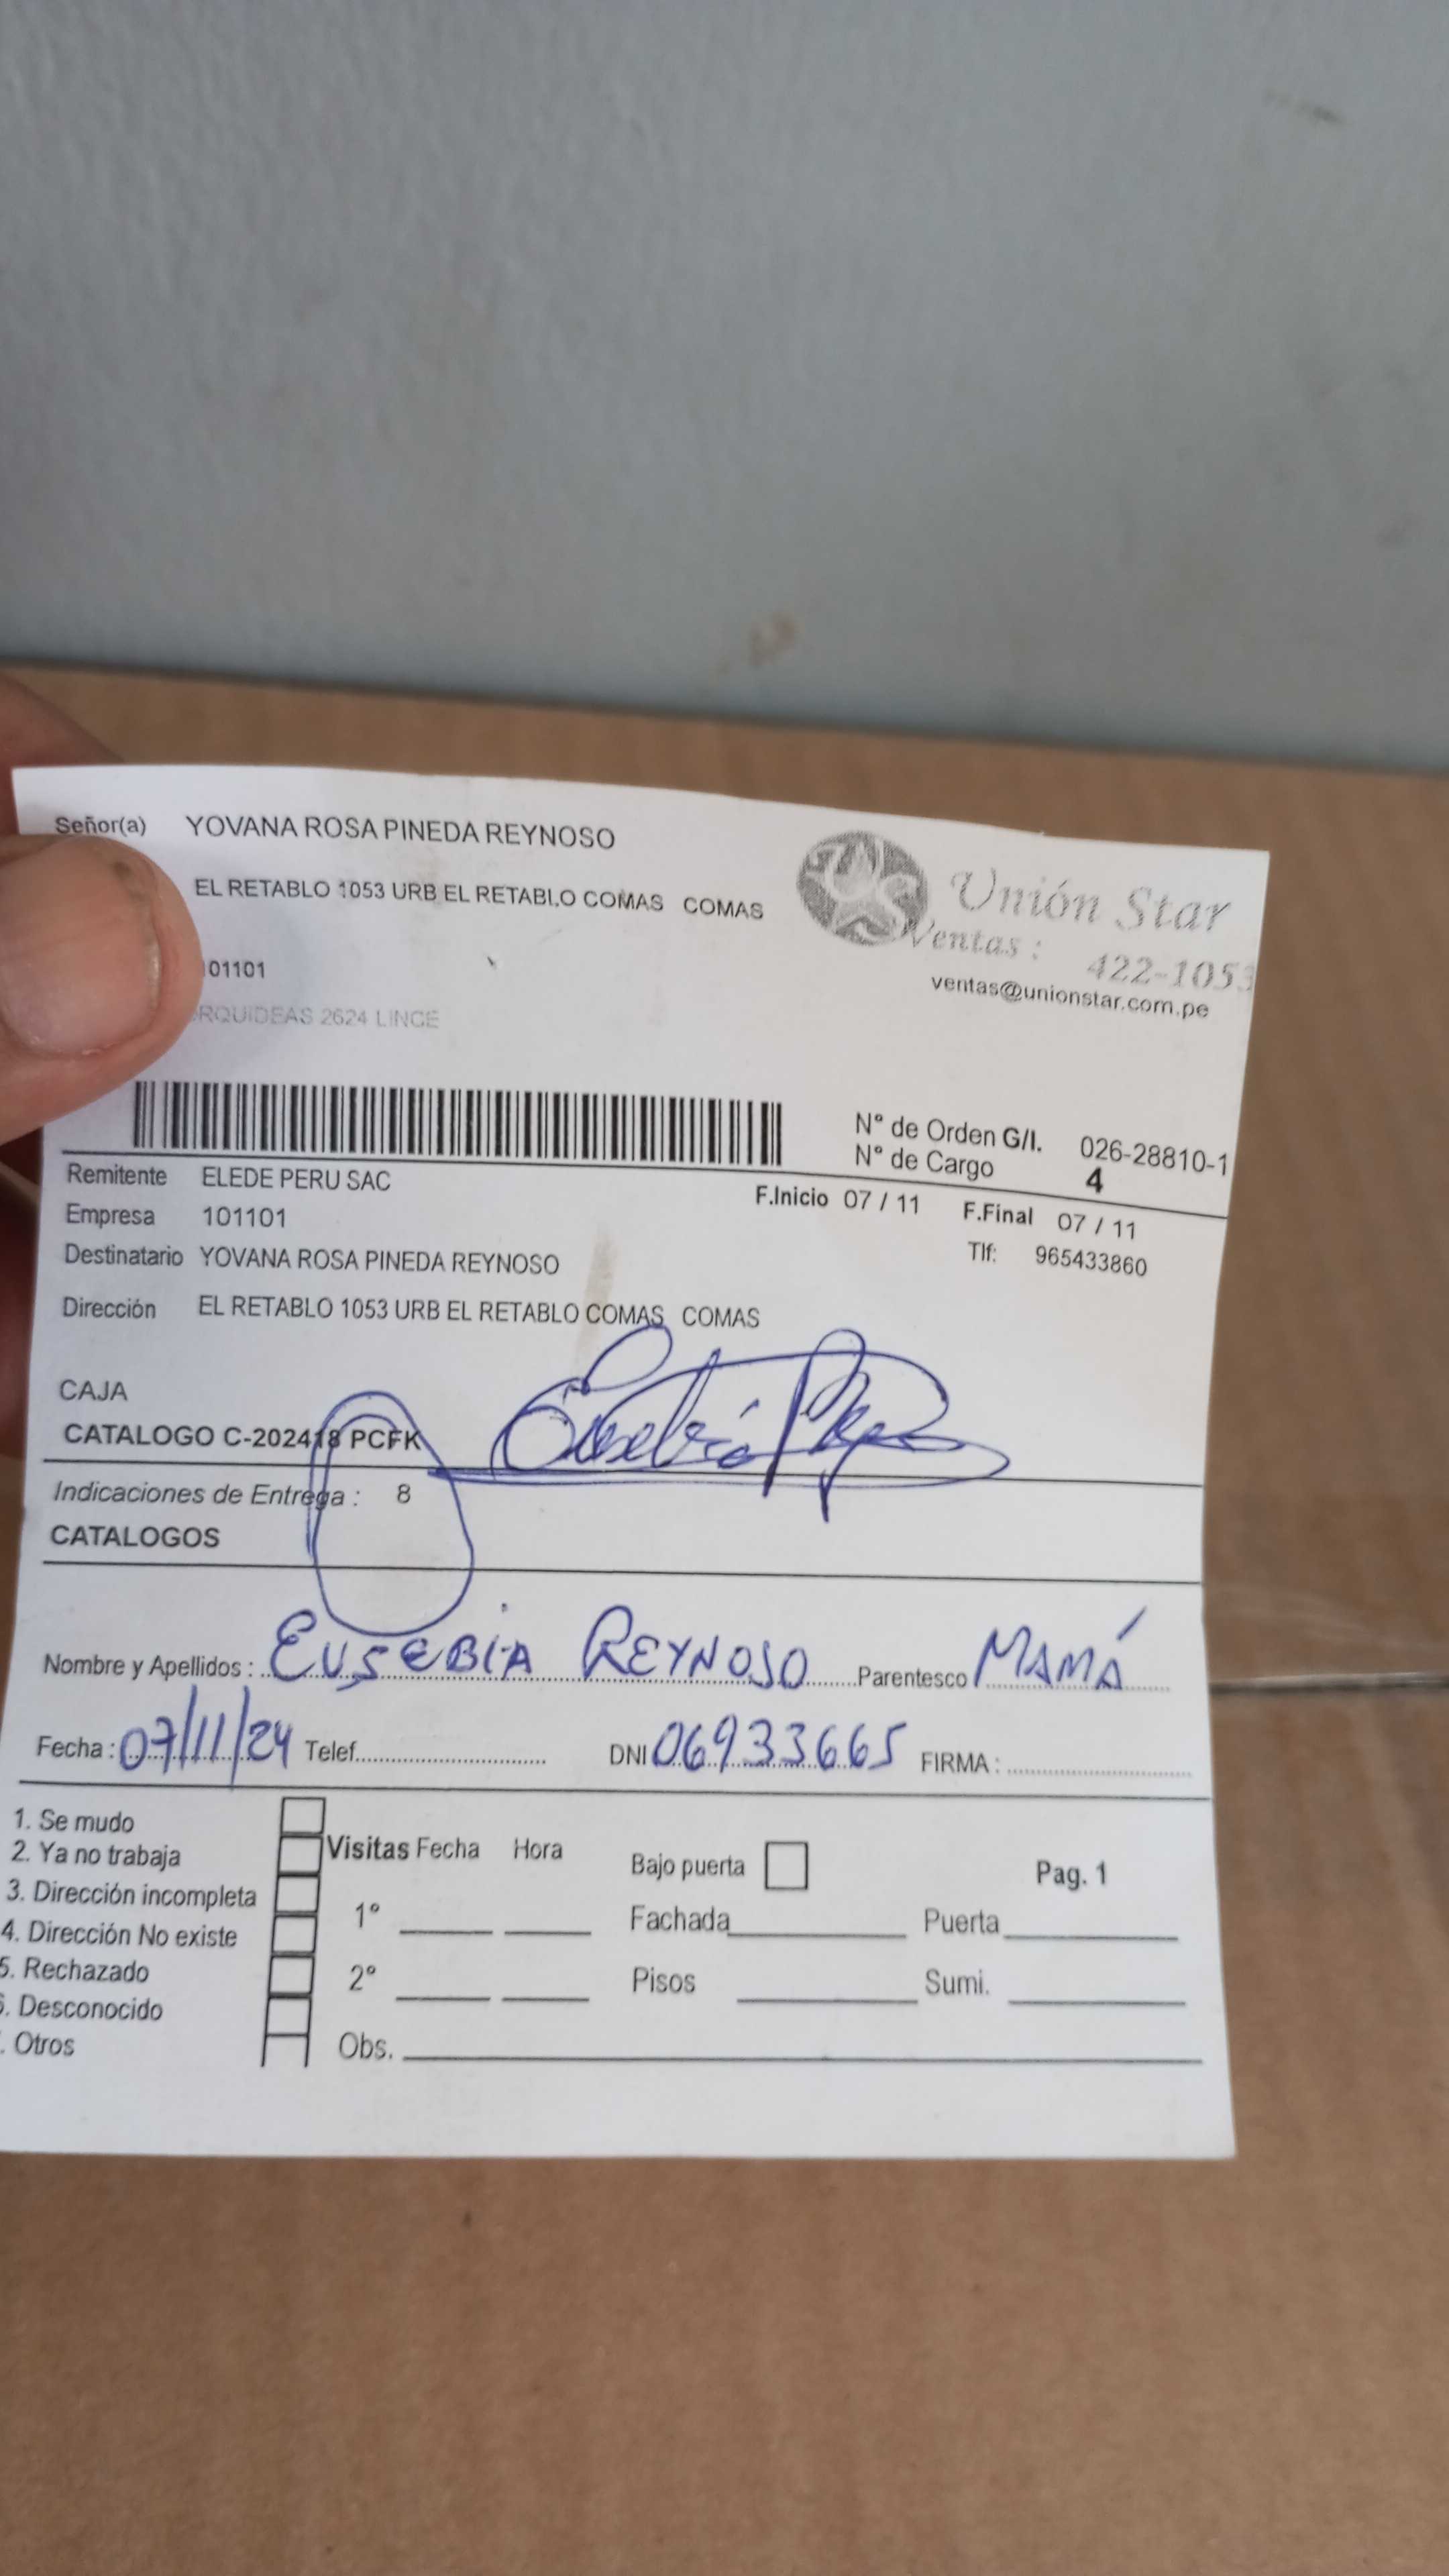 Señor(a) YOVANA ROSA PINEDA REYNOSO
EL RETABLO 1053 URB EL RETABLO COMAS COMAS
Unión Star
Ventas : 422-1053
101101
ventas@unionstar.com.pe
ORQUIDEAS 2624 LINCE
N° de Orden G/I. 026-28810-1
N° de Cargo 4
Remitente ELEDE PERU SAC
F.Inicio 07 / 11 F.Final 07 / 11
Empresa 101101
Tlf: 965433860
Destinatario YOVANA ROSA PINEDA REYNOSO
Dirección EL RETABLO 1053 URB EL RETABLO COMAS COMAS
CAJA
CATALOGO C-202418 PCFK
Indicaciones de Entrega : 8
CATALOGOS
Nombre y Apellidos : EUSEBIA REYNOSO Parentesco MAMÁ
Fecha : 07/11/24 Telef. DNI 06933665 FIRMA :
1. Se mudo
2. Ya no trabaja
3. Dirección incompleta
4. Dirección No existe
5. Rechazado
6. Desconocido
. Otros
Visitas Fecha Hora
1°
2°
Obs.
Bajo puerta
Pag. 1
Fachada Puerta
Pisos Sumi.